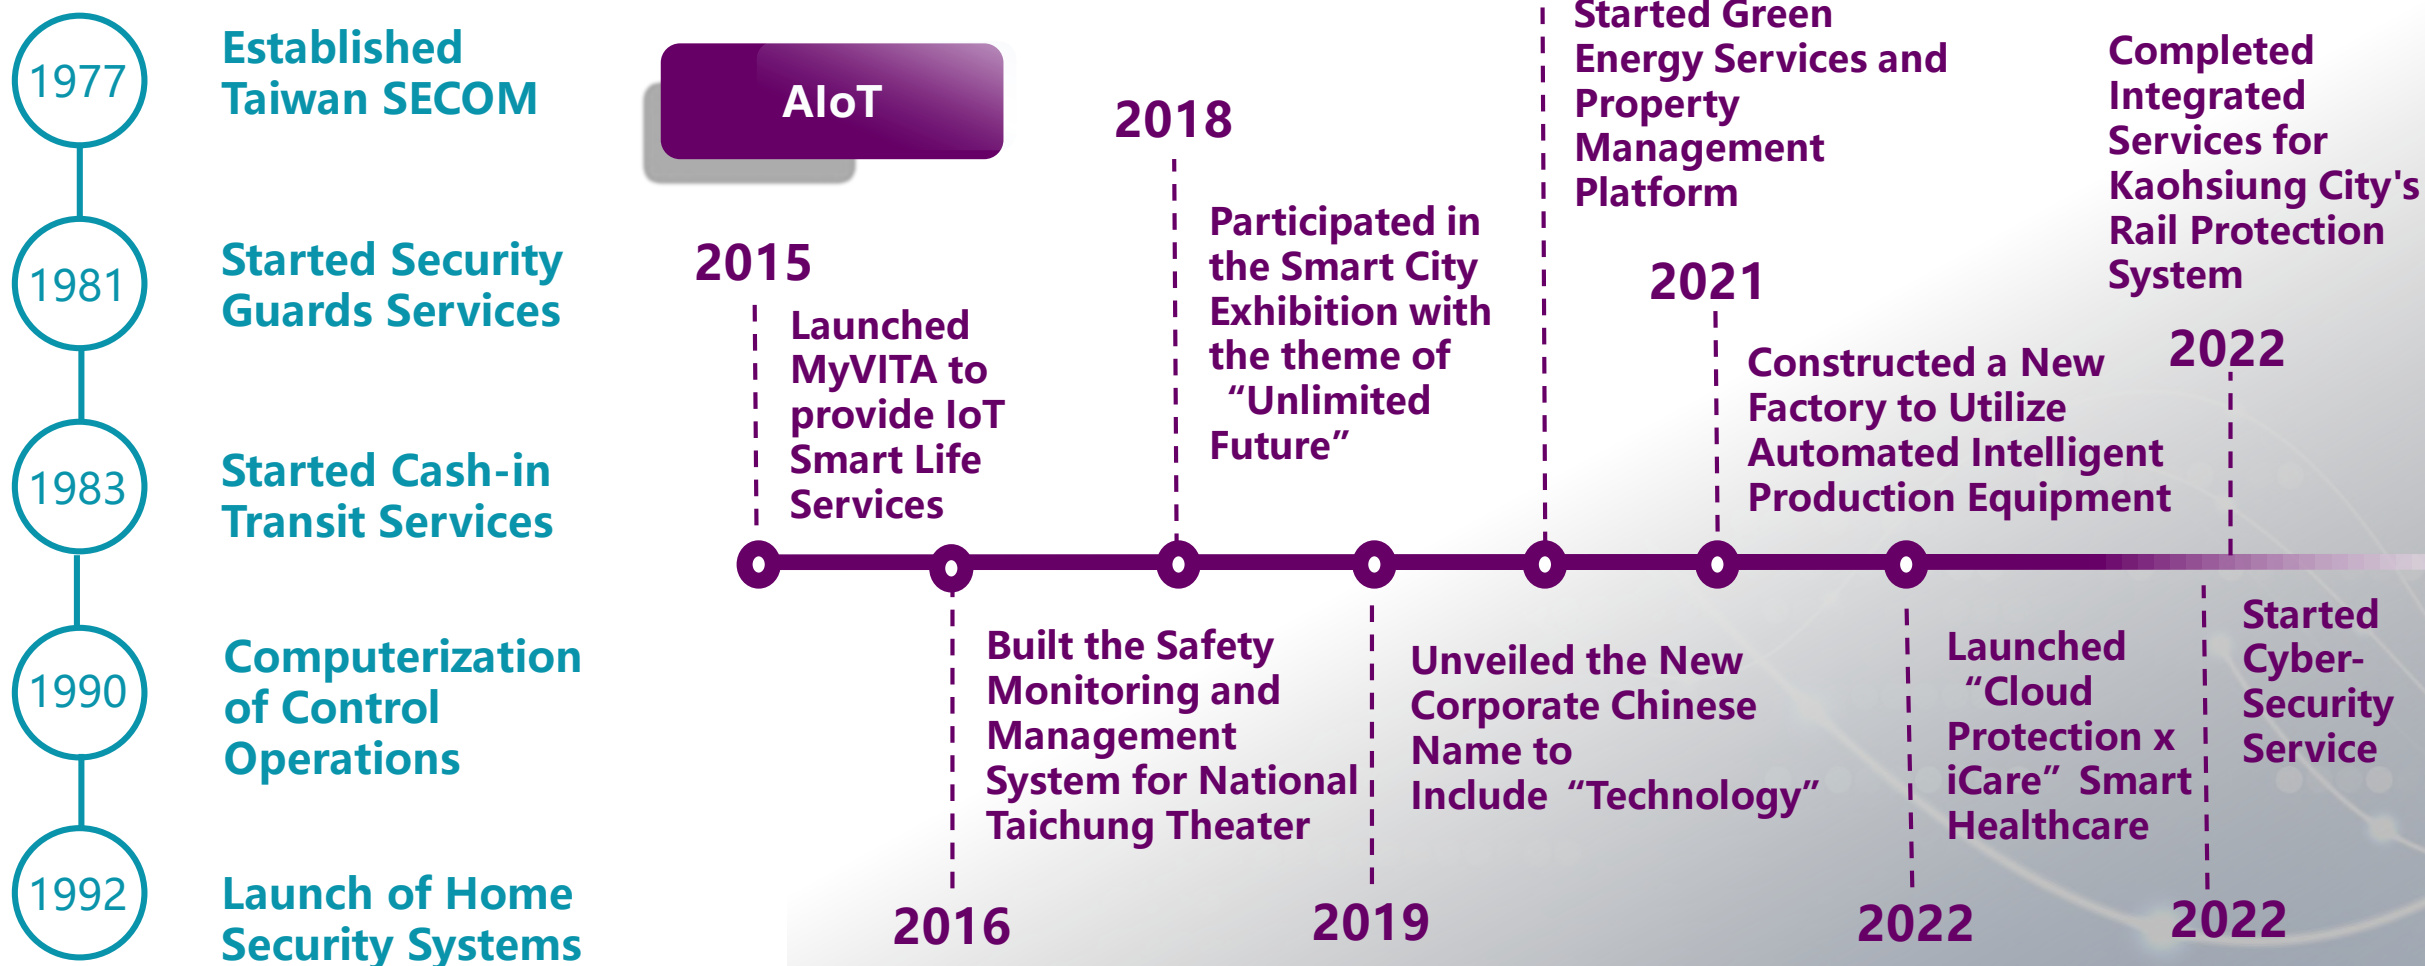 1977
Established
Taiwan SECOM
1981
Started Security
Guards Services
1983
Started Cash-in
Transit Services
1990
Computerization
of Control
Operations
1992
Launch of Home
Security Systems
AIoT
2015
Launched
MyVITA to
provide IoT
Smart Life
Services
Built the Safety
Monitoring and
Management
System for National
Taichung Theater
2016
2018
Participated in
the Smart City
Exhibition with
the theme of
“Unlimited
Future”
Unveiled the New
Corporate Chinese
Name to
Include “Technology”
2019
Started Green
Energy Services and
Property
Management
Platform
2021
Constructed a New
Factory to Utilize
Automated Intelligent
Production Equipment
Launched
“Cloud
Protection x
iCare” Smart
Healthcare
2022
Completed
Integrated
Services for
Kaohsiung City's
Rail Protection
System
2022
Started
Cyber-
Security
Service
2022